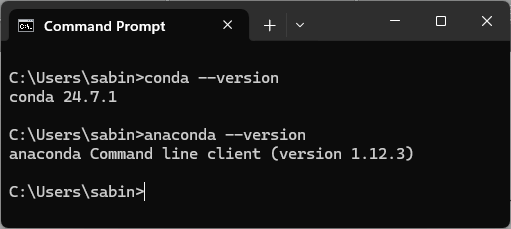 Command Prompt
C:\Users\sabin>conda --version
conda 24.7.1
C:\Users\sabin>anaconda --version
anaconda Command line client (version 1.12.3)
C:\Users\sabin>